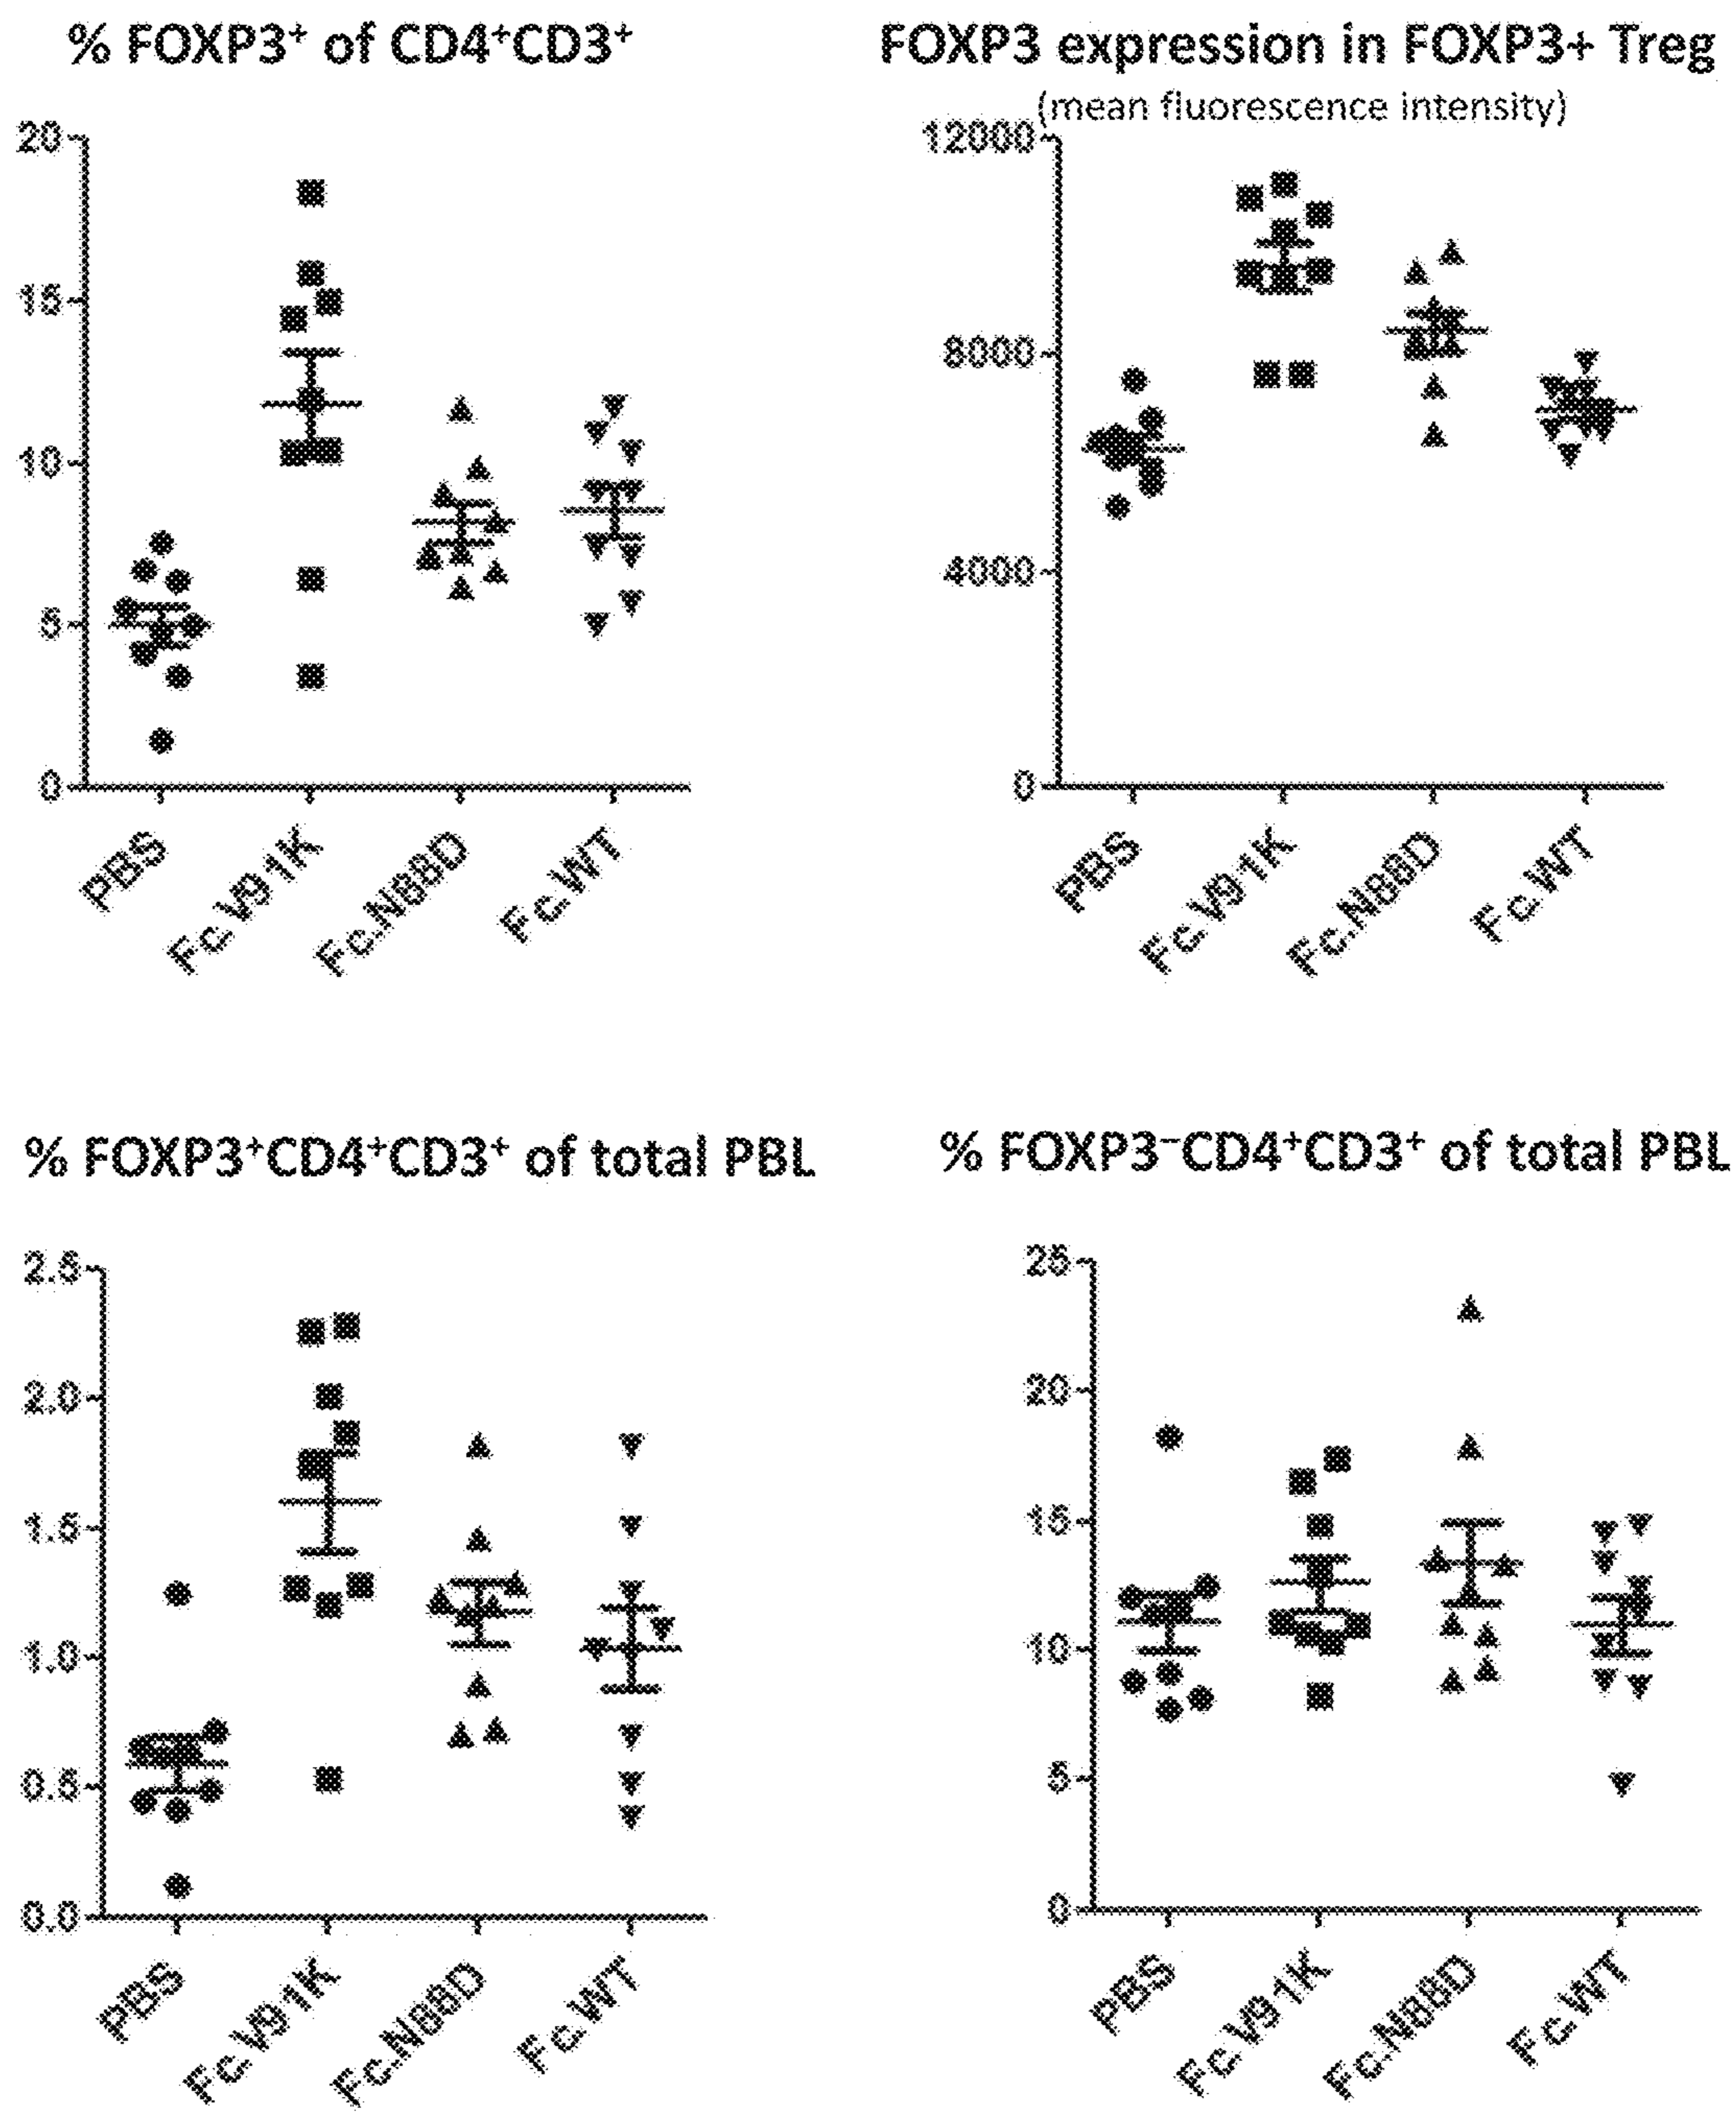 % FOXP3⁺ of CD4⁺CD3⁺
20
15
10
5
0
PBS
Fc.V91K
Fc.N88D
Fc.WT
FOXP3 expression in FOXP3+ Treg
(mean fluorescence intensity)
12000
8000
4000
0
PBS
Fc.V91K
Fc.N88D
Fc.WT
% FOXP3⁺CD4⁺CD3⁺ of total PBL
2.5
2.0
1.5
1.0
0.5
0.0
PBS
Fc.V91K
Fc.N88D
Fc.WT
% FOXP3⁻CD4⁺CD3⁺ of total PBL
25
20
15
10
5
0
PBS
Fc.V91K
Fc.N88D
Fc.WT